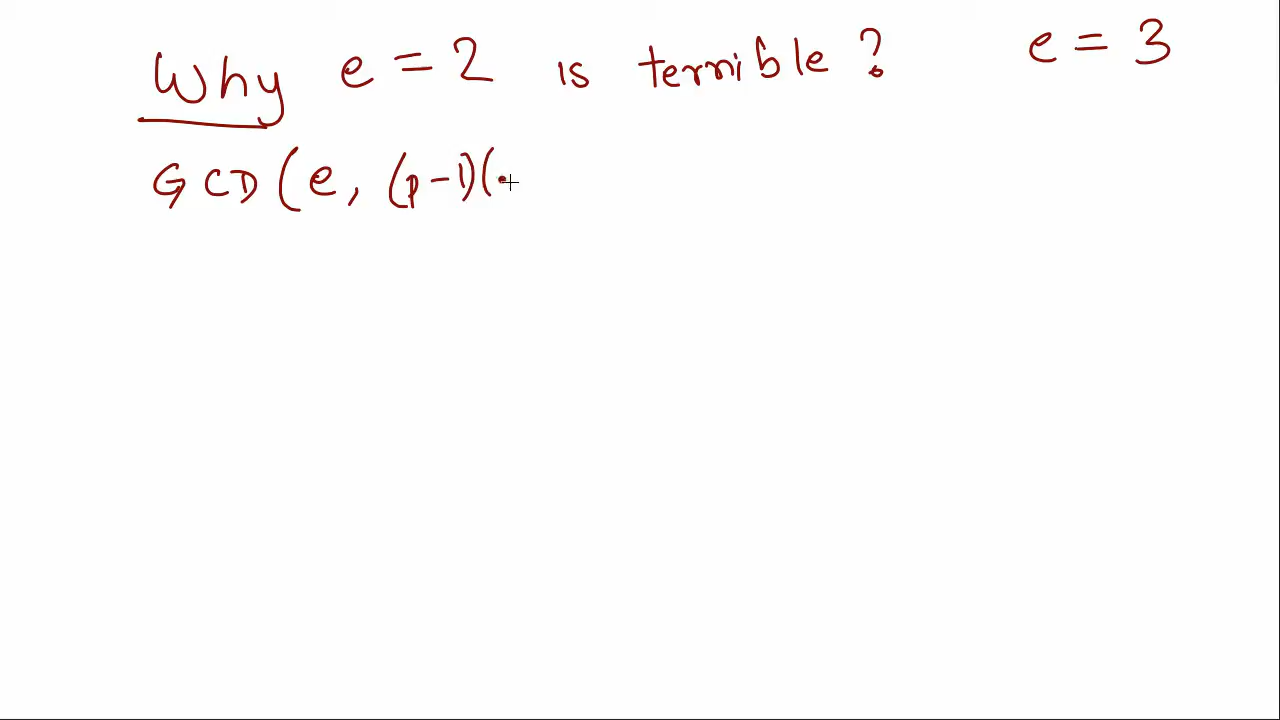 Why e = 2 is terrible? e = 3
GCD(e, (p-1)(